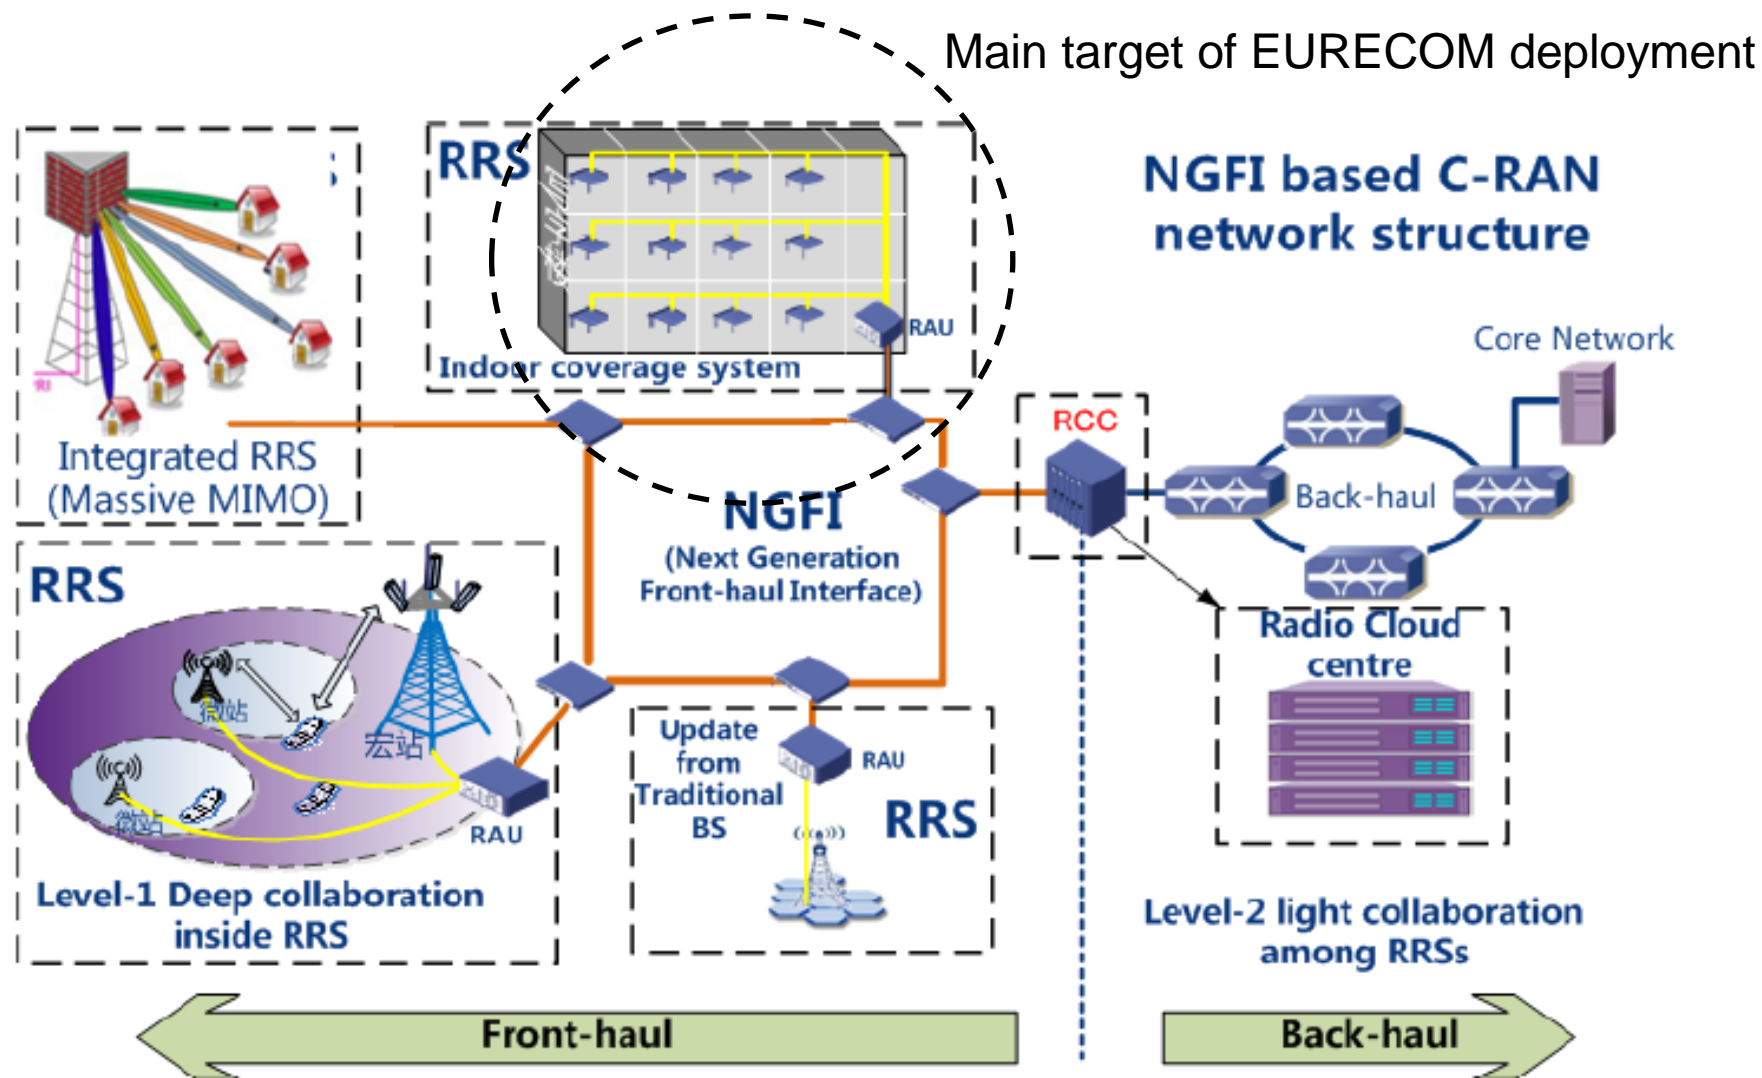 Main target of EURECOM deployment
RRS
NGFI based C-RAN
network structure
RAU
Indoor coverage system
Core Network
Integrated RRS
(Massive MIMO)
RCC
Back-haul
NGFI
(Next Generation
Front-haul Interface)
RRS
微站
宏站
微站
RAU
Level-1 Deep collaboration
inside RRS
Update
from
Traditional
BS
RAU
RRS
Radio Cloud
centre
Level-2 light collaboration
among RRSs
Front-haul
Back-haul